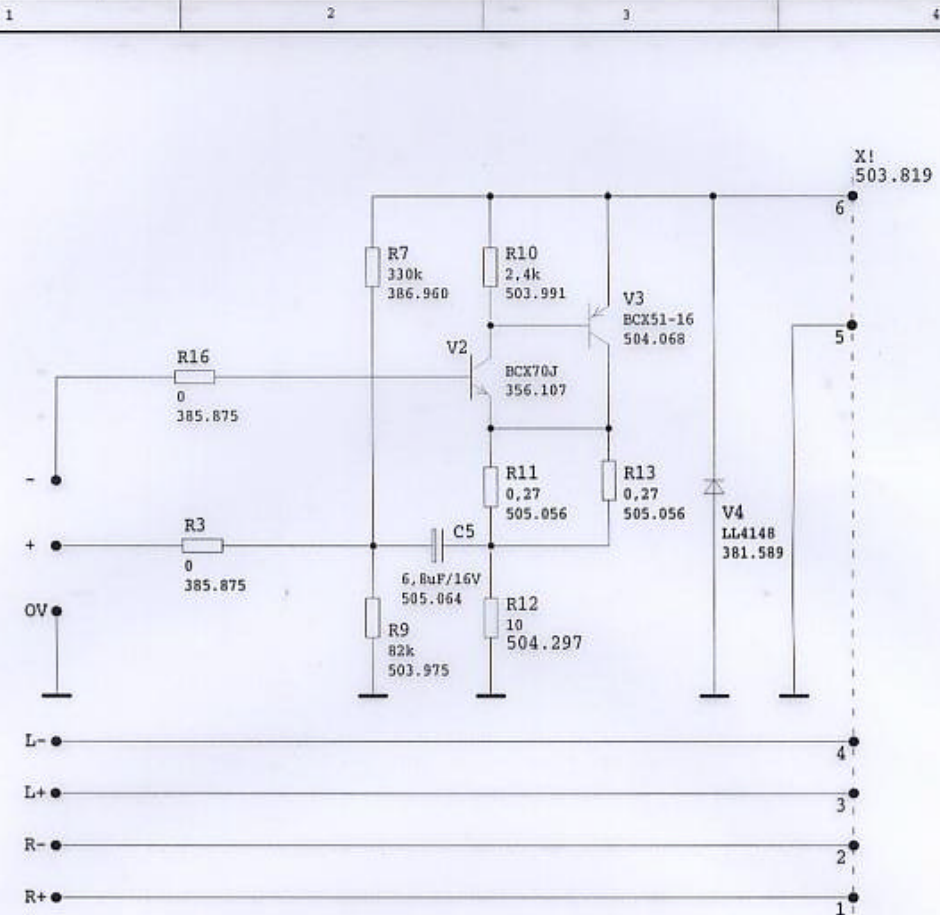 1
2
3
4
X!
503.819
6
R7
330k
386.960
R10
2,4k
503.991
V3
BCX51-16
504.068
5
V2
BCX70J
356.107
R16
0
385.875
-
R11
0,27
505.056
R13
0,27
505.056
V4
LL4148
381.589
+
R3
0
385.875
C5
6,8uF/16V
505.064
0V
R9
82k
503.975
R12
10
504.297
L-
4
L+
3
R-
2
R+
1